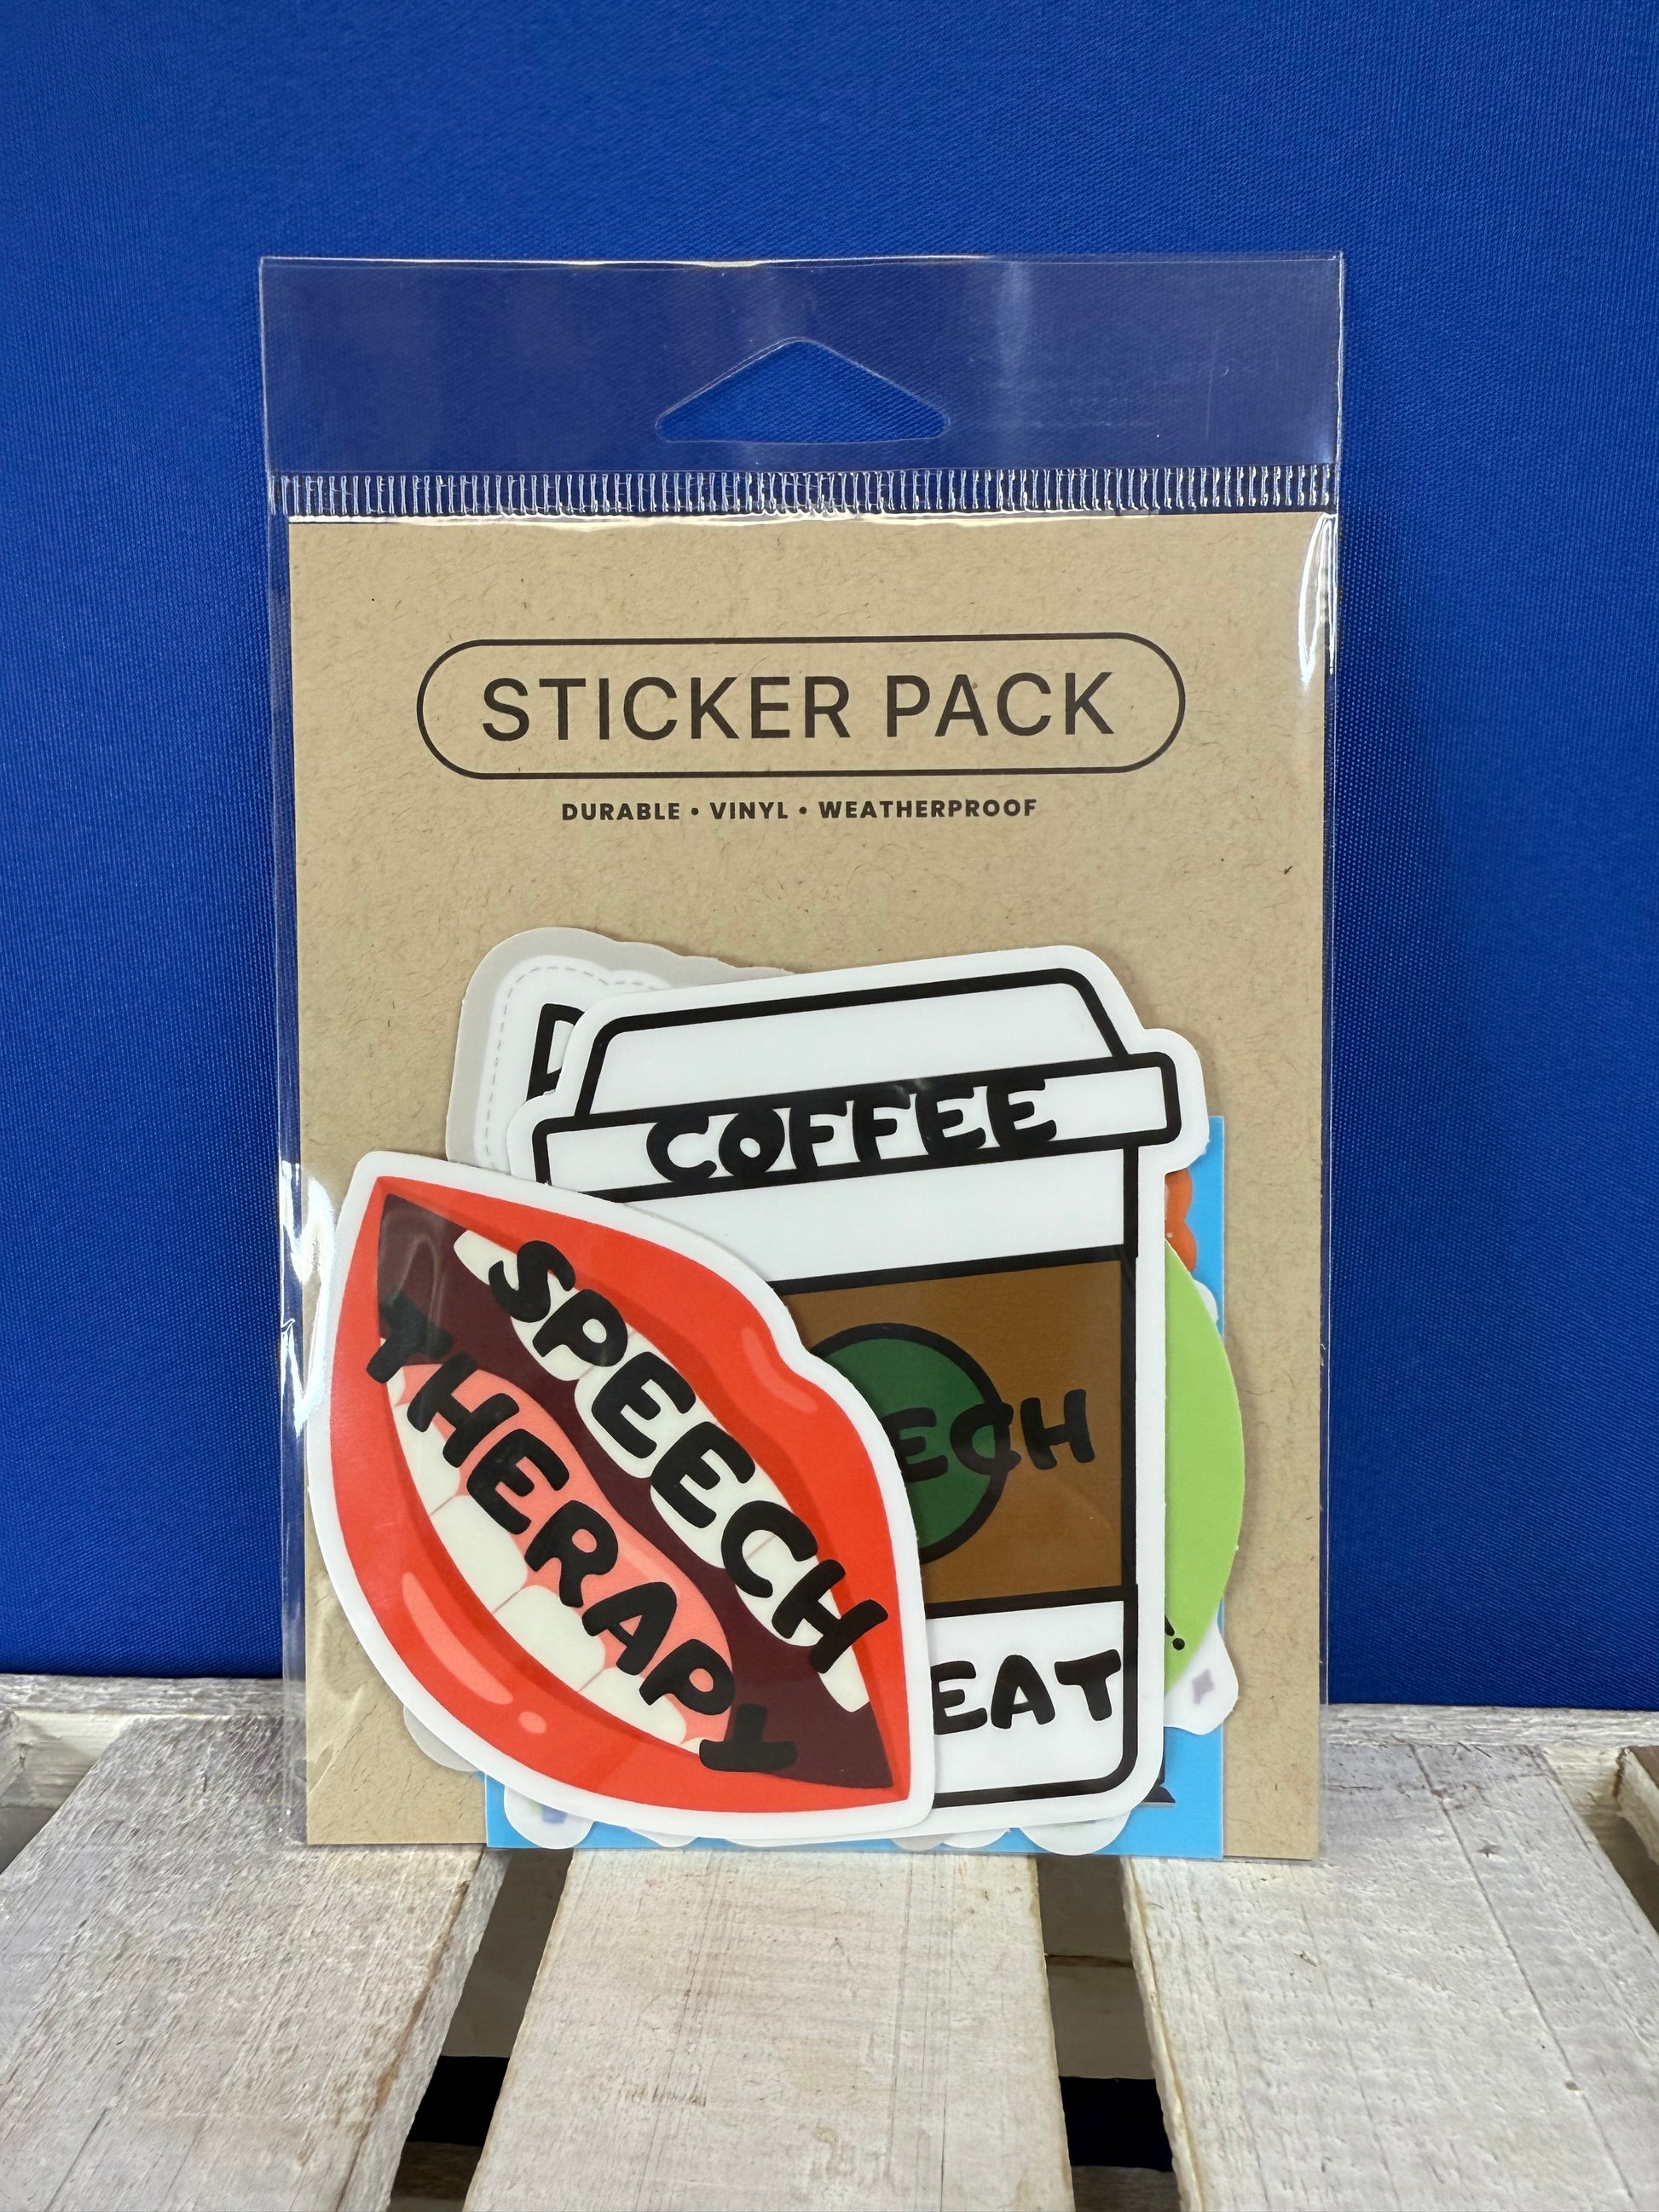 STICKER PACK
DURABLE • VINYL • WEATHERPROOF
COFFEE
SPEECH
THERAPY
ECH
EAT
!